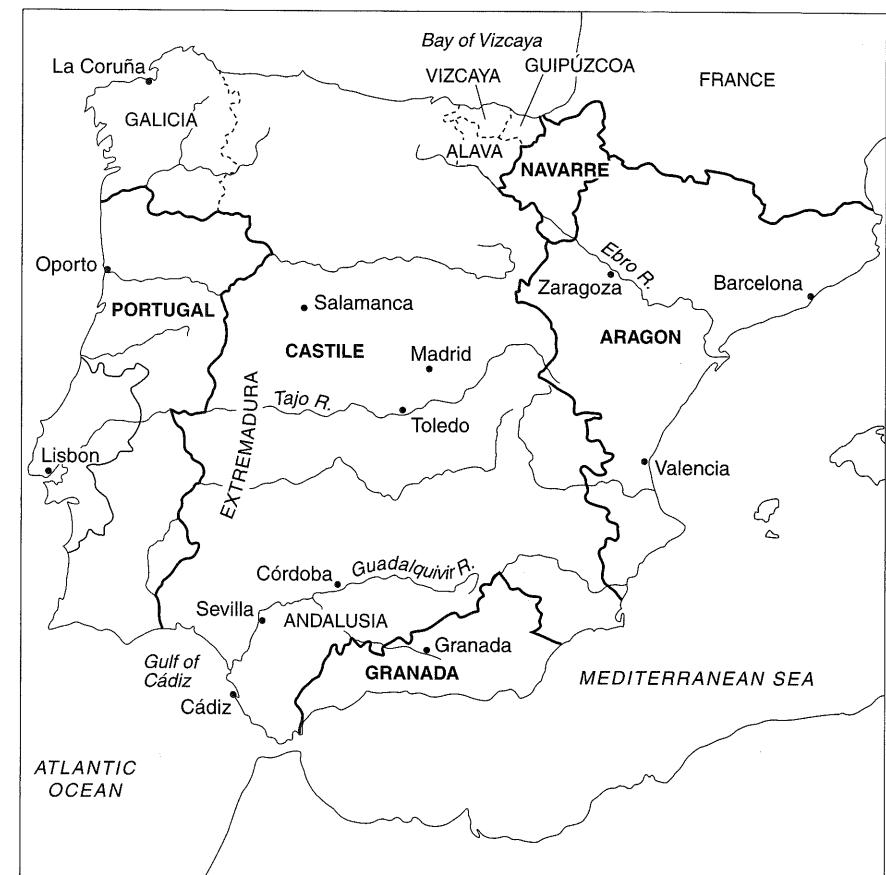 Bay of Vizcaya
La Coruña
VIZCAYA
GUIPÚZCOA
FRANCE
GALICIA
ALAVA
NAVARRE
Oporto
Ebro R.
Zaragoza
Barcelona
PORTUGAL
Salamanca
ARAGON
CASTILE
Madrid
EXTREMADURA
Tajo R.
Toledo
Lisbon
Valencia
Córdoba
Guadalquivir R.
Sevilla
ANDALUSIA
Granada
Gulf of
Cádiz
GRANADA
MEDITERRANEAN SEA
Cádiz
ATLANTIC
OCEAN